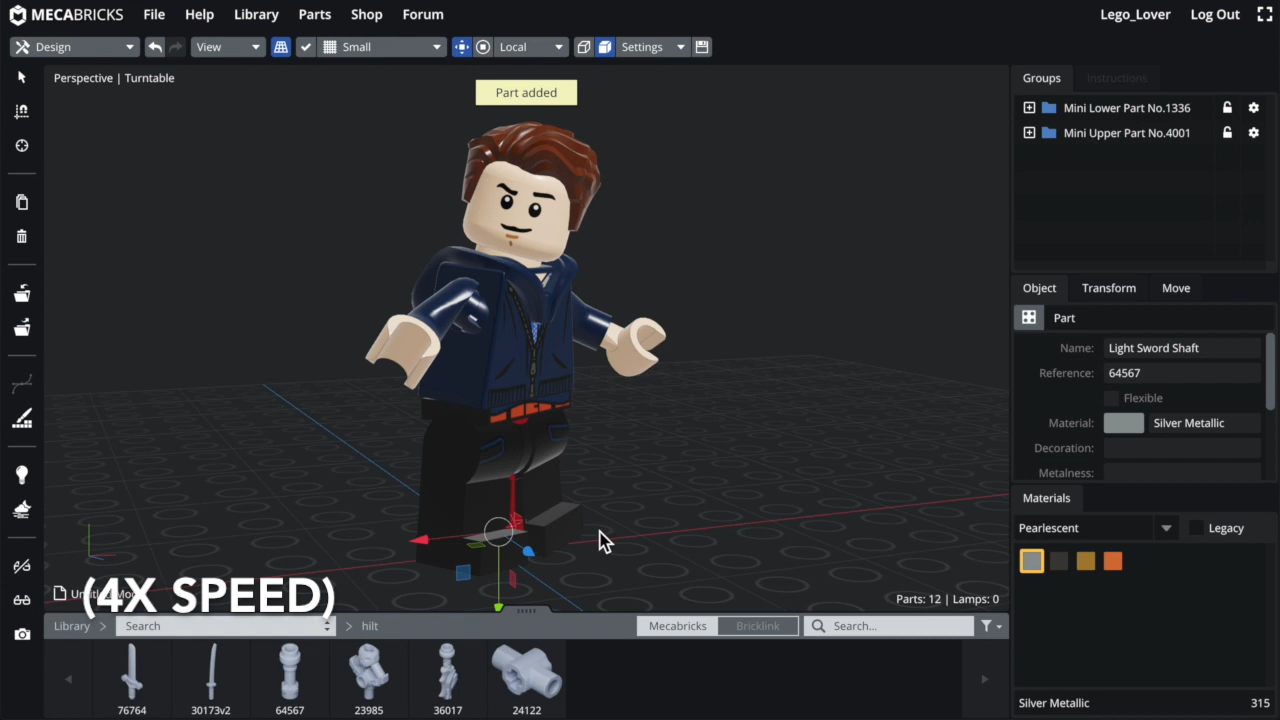 MECABRICKS File Help Library Parts Shop Forum Lego_Lover Log Out
Design View Small Local Settings
Perspective | Turntable
Part added
Groups Instructions
Mini Lower Part No.1336
Mini Upper Part No.4001
Object Transform Move
Part
Name: Light Sword Shaft
Reference: 64567
Flexible
Material: Silver Metallic
Decoration:
Metalness:
Materials
Pearlescent Legacy
(4X SPEED)
Parts: 12 | Lamps: 0
Library > Search > hilt Mecabricks Bricklink Search...
76764 30173v2 64567 23985 36017 24122
Silver Metallic 315